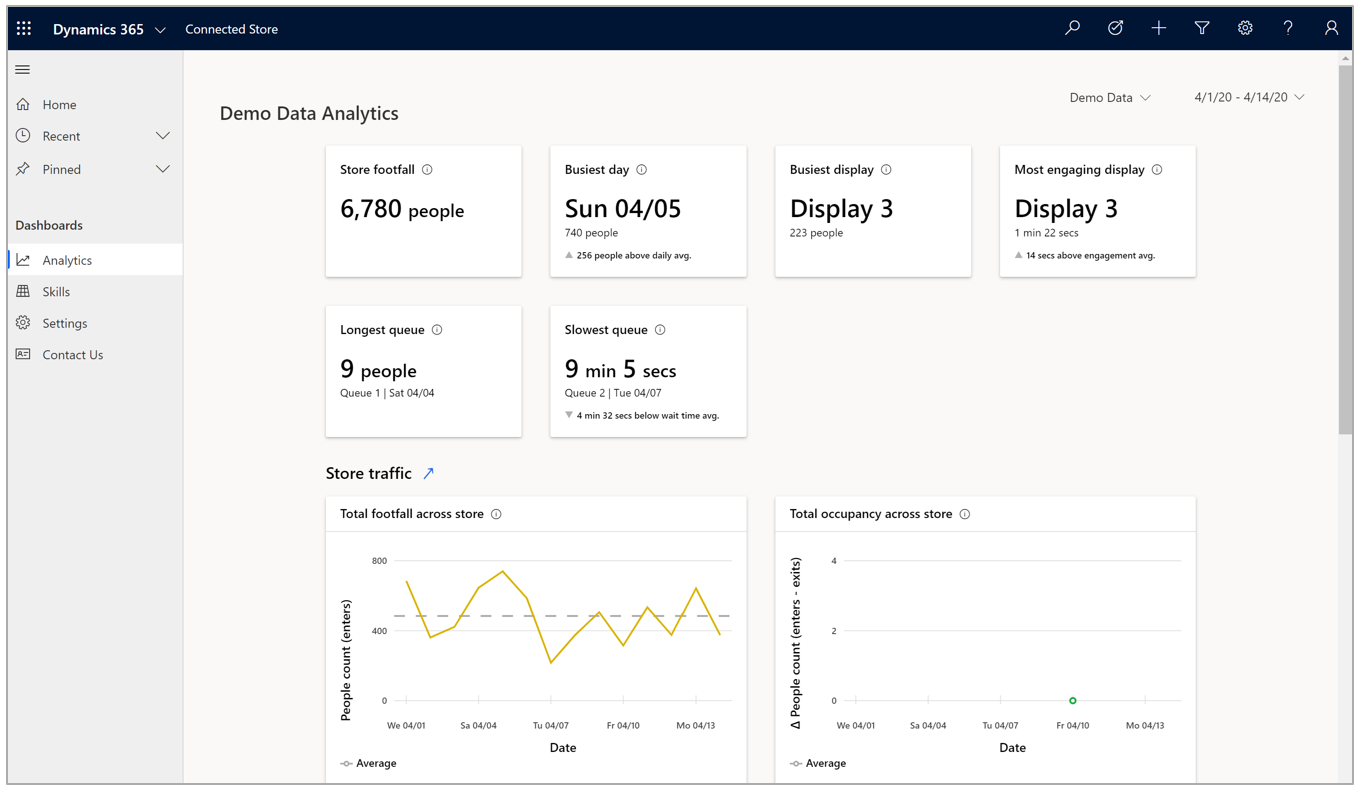 Dynamics 365 Connected Store
Home
Recent
Pinned
Dashboards
Analytics
Skills
Settings
Contact Us
Demo Data Analytics
Demo Data 4/1/20 - 4/14/20
Store footfall
6,780 people
Busiest day
Sun 04/05
740 people
256 people above daily avg.
Busiest display
Display 3
223 people
Most engaging display
Display 3
1 min 22 secs
14 secs above engagement avg.
Longest queue
9 people
Queue 1 | Sat 04/04
Slowest queue
9 min 5 secs
Queue 2 | Tue 04/07
4 min 32 secs below wait time avg.
Store traffic
Total footfall across store
People count (enters)
800
400
0
We 04/01 Sa 04/04 Tu 04/07 Fr 04/10 Mo 04/13
Date
Average
Total occupancy across store
Δ People count (enters - exits)
4
2
0
We 04/01 Sa 04/04 Tu 04/07 Fr 04/10 Mo 04/13
Date
Average